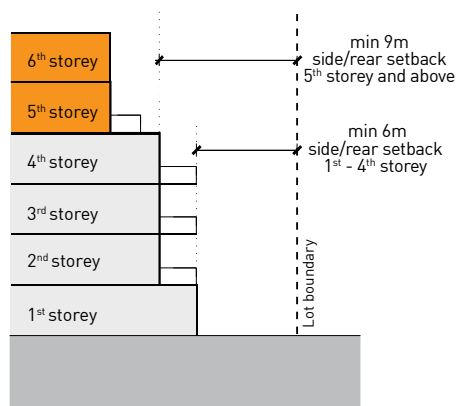 min 9m
side/rear setback
5th storey and above
6th storey
5th storey
min 6m
side/rear setback
1st - 4th storey
4th storey
3rd storey
2nd storey
1st storey
Lot boundary